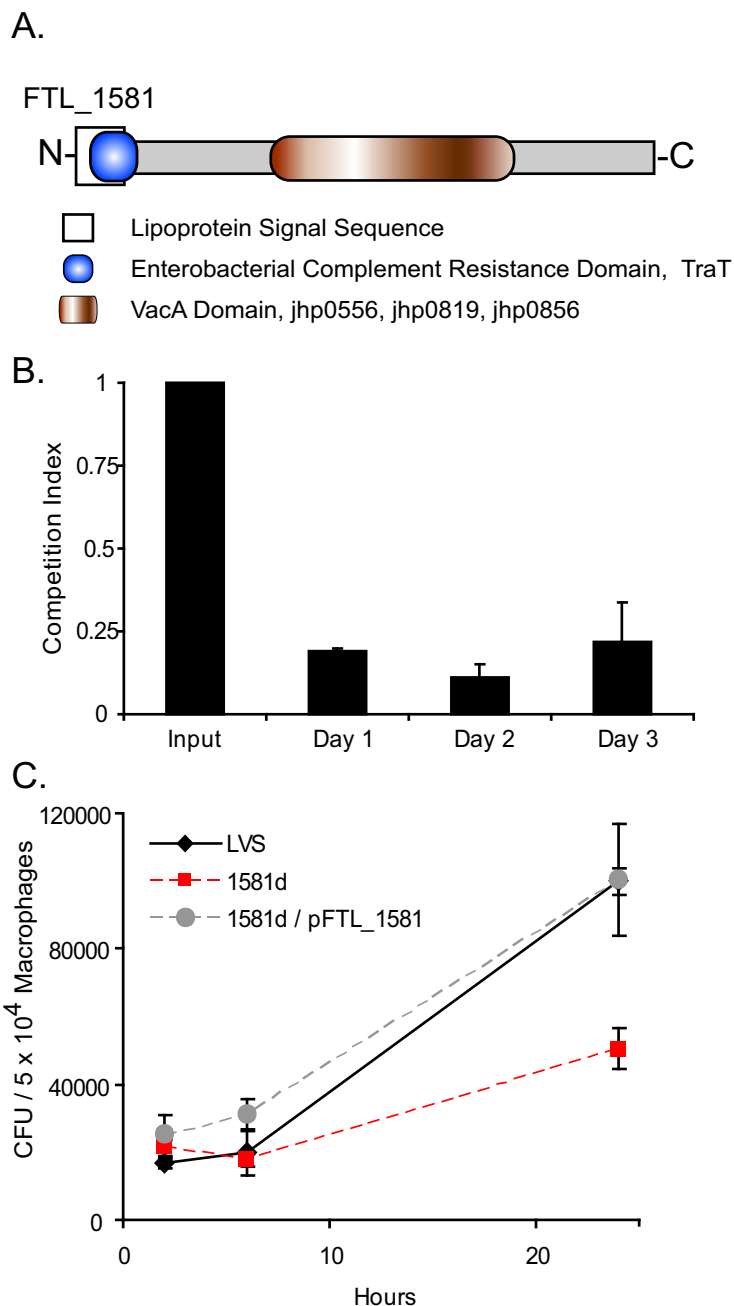 A.
FTL_1581
N-
-C
Lipoprotein Signal Sequence
Enterobacterial Complement Resistance Domain, TraT
VacA Domain, jhp0556, jhp0819, jhp0856
B.
Competition Index
1
0.75
0.5
0.25
0
Input Day 1 Day 2 Day 3
C.
CFU / 5 x 10⁴ Macrophages
120000
80000
40000
0
LVS
1581d
1581d / pFTL_1581
0 10 20
Hours